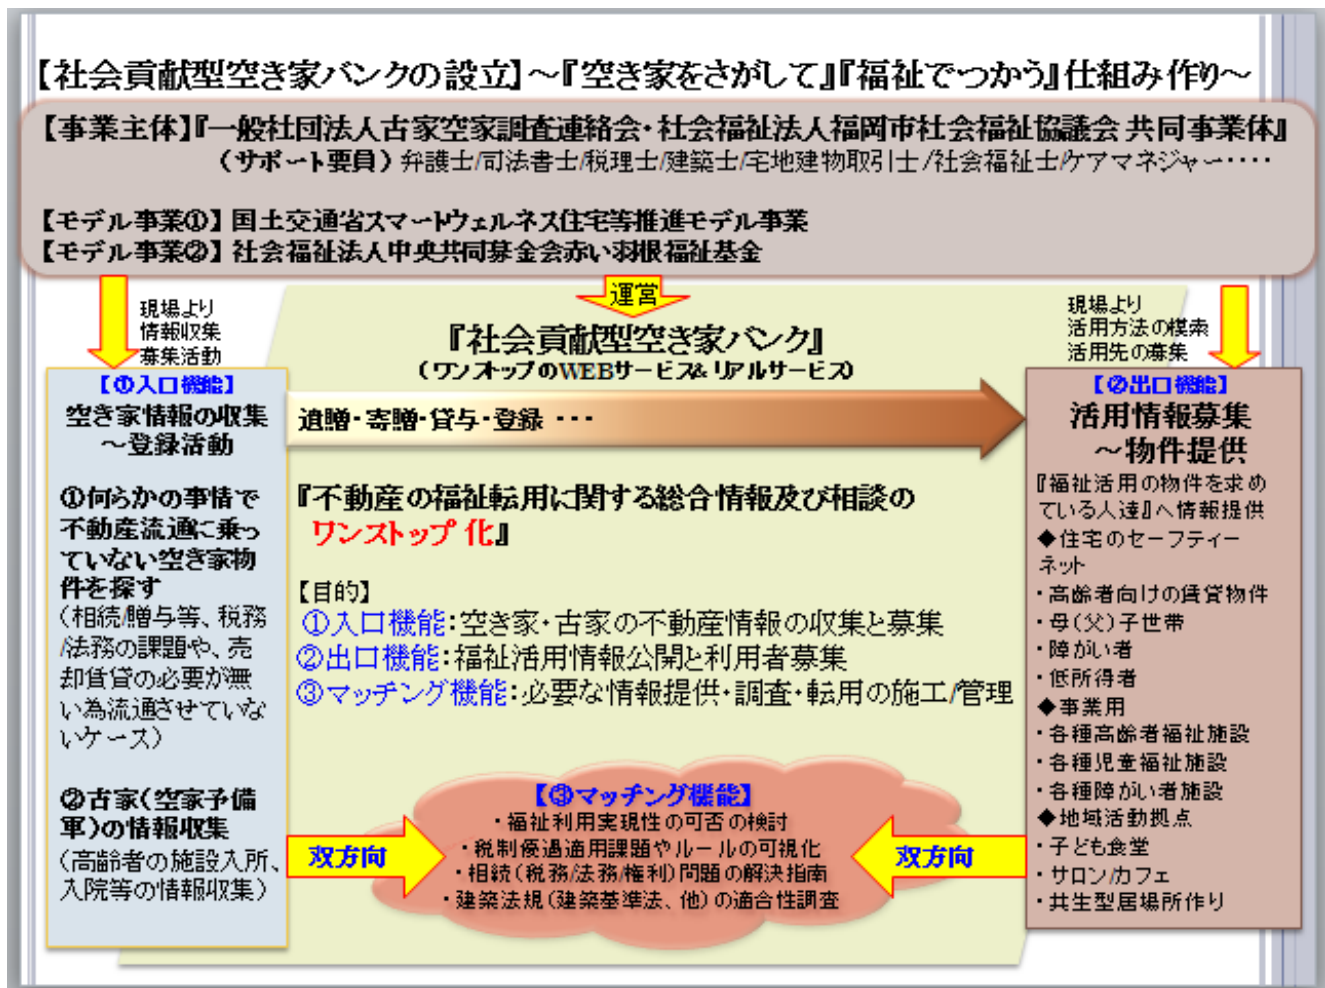 【社会貢献型空き家バンクの設立】～『空き家をさがして』『福祉でつかう』仕組み作り～
【事業主体】『一般社団法人古家空家調査連絡会・社会福祉法人福岡市社会福祉協議会 共同事業体』
（サポート要員）弁護士/司法書士/税理士/建築士/宅地建物取引士/社会福祉士/ケアマネジャー・・・・
【モデル事業①】国土交通省スマートウェルネス住宅等推進モデル事業
【モデル事業②】社会福祉法人中央共同募金会赤い羽根福祉基金
現場より
情報収集
募集活動
運営
現場より
活用方法の模索
活用先の募集
『社会貢献型空き家バンク』
（ワンストップのWEBサービス&リアルサービス）
【①入口機能】
空き家情報の収集
～登録活動
①何らかの事情で
不動産流通に乗っ
ていない空き家物
件を探す
（相続/贈与等、税務
/法務の課題や、売
却賃貸の必要が無
い為流通させていな
いケース）
②古家（空家予備
軍）の情報収集
（高齢者の施設入所、
入院等の情報収集）
遺贈・寄贈・貸与・登録 ・・・
『不動産の福祉転用に関する総合情報及び相談の
ワンストップ化』
【目的】
①入口機能：空き家・古家の不動産情報の収集と募集
②出口機能：福祉活用情報公開と利用者募集
③マッチング機能：必要な情報提供・調査・転用の施工/管理
双方向
【③マッチング機能】
・福祉利用実現性の可否の検討
・税制優遇適用課題やルールの可視化
・相続（税務/法務/権利）問題の解決指南
・建築法規（建築基準法、他）の適合性調査
双方向
【②出口機能】
活用情報募集
～物件提供
『福祉活用の物件を求め
ている人達』へ情報提供
◆住宅のセーフティー
ネット
・高齢者向けの賃貸物件
・母（父）子世帯
・障がい者
・低所得者
◆事業用
・各種高齢者福祉施設
・各種児童福祉施設
・各種障がい者施設
◆地域活動拠点
・子ども食堂
・サロン/カフェ
・共生型居場所作り